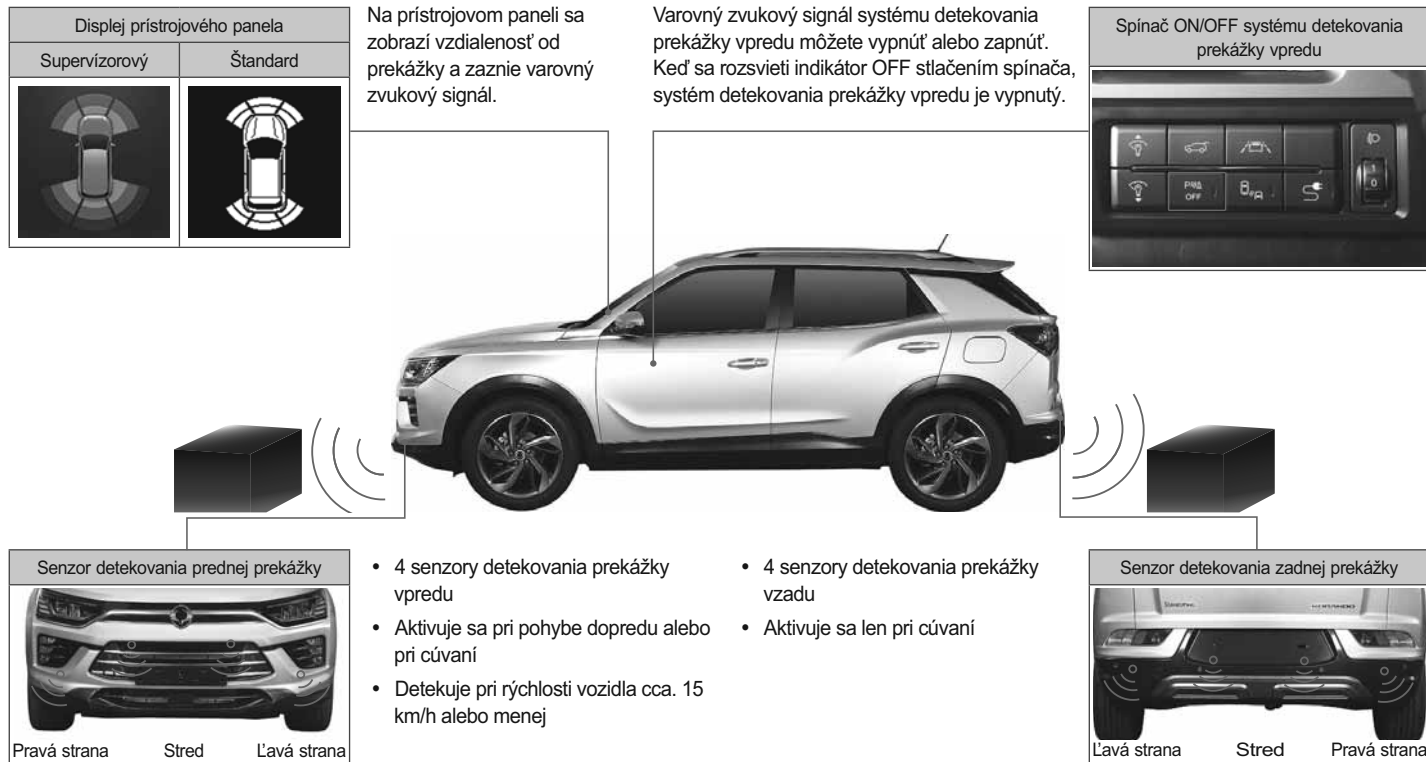 Displej prístrojového panela
Supervízorový
Štandard
Na prístrojovom paneli sa
zobrazí vzdialenosť od
prekážky a zaznie varovný
zvukový signál.
Varovný zvukový signál systému detekovania
prekážky vpredu môžete vypnúť alebo zapnúť.
Keď sa rozsvieti indikátor OFF stlačením spínača,
systém detekovania prekážky vpredu je vypnutý.
Spínač ON/OFF systému detekovania
prekážky vpredu
PWA
OFF
1
0
Senzor detekovania prednej prekážky
Pravá strana
Stred
Ľavá strana
• 4 senzory detekovania prekážky
vpredu
• Aktivuje sa pri pohybe dopredu alebo
pri cúvaní
• Detekuje pri rýchlosti vozidla cca. 15
km/h alebo menej
• 4 senzory detekovania prekážky
vzadu
• Aktivuje sa len pri cúvaní
Senzor detekovania zadnej prekážky
KORANDO
Ľavá strana
Stred
Pravá strana